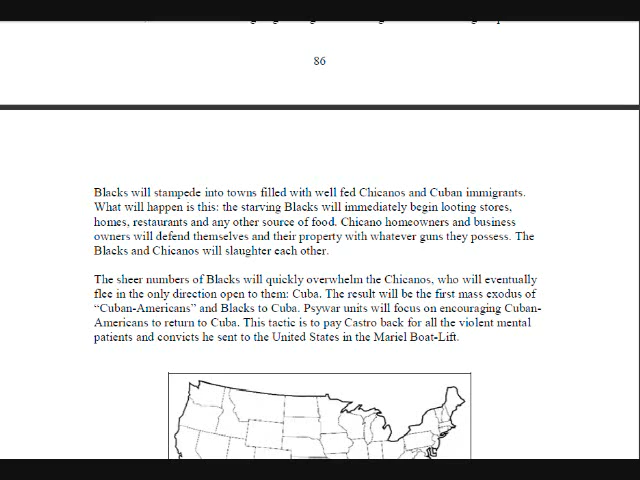 86
Blacks will stampede into towns filled with well fed Chicanos and Cuban immigrants.
What will happen is this: the starving Blacks will immediately begin looting stores,
homes, restaurants and any other source of food. Chicano homeowners and business
owners will defend themselves and their property with whatever guns they possess. The
Blacks and Chicanos will slaughter each other.
The sheer numbers of Blacks will quickly overwhelm the Chicanos, who will eventually
flee in the only direction open to them: Cuba. The result will be the first mass exodus of
“Cuban-Americans” and Blacks to Cuba. Psywar units will focus on encouraging Cuban-
Americans to return to Cuba. This tactic is to pay Castro back for all the violent mental
patients and convicts he sent to the United States in the Mariel Boat-Lift.